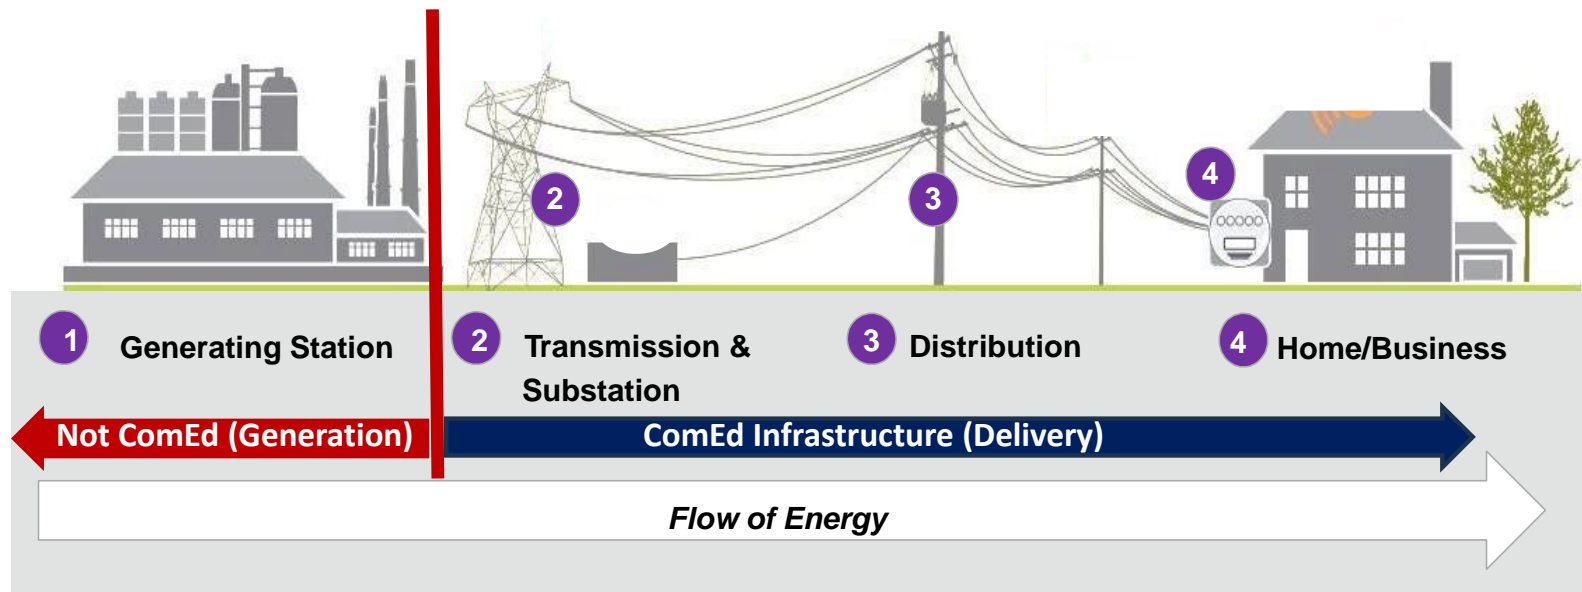 2
3
4
1 Generating Station
2 Transmission &
Substation
3 Distribution
4 Home/Business
Not ComEd (Generation)
ComEd Infrastructure (Delivery)
Flow of Energy